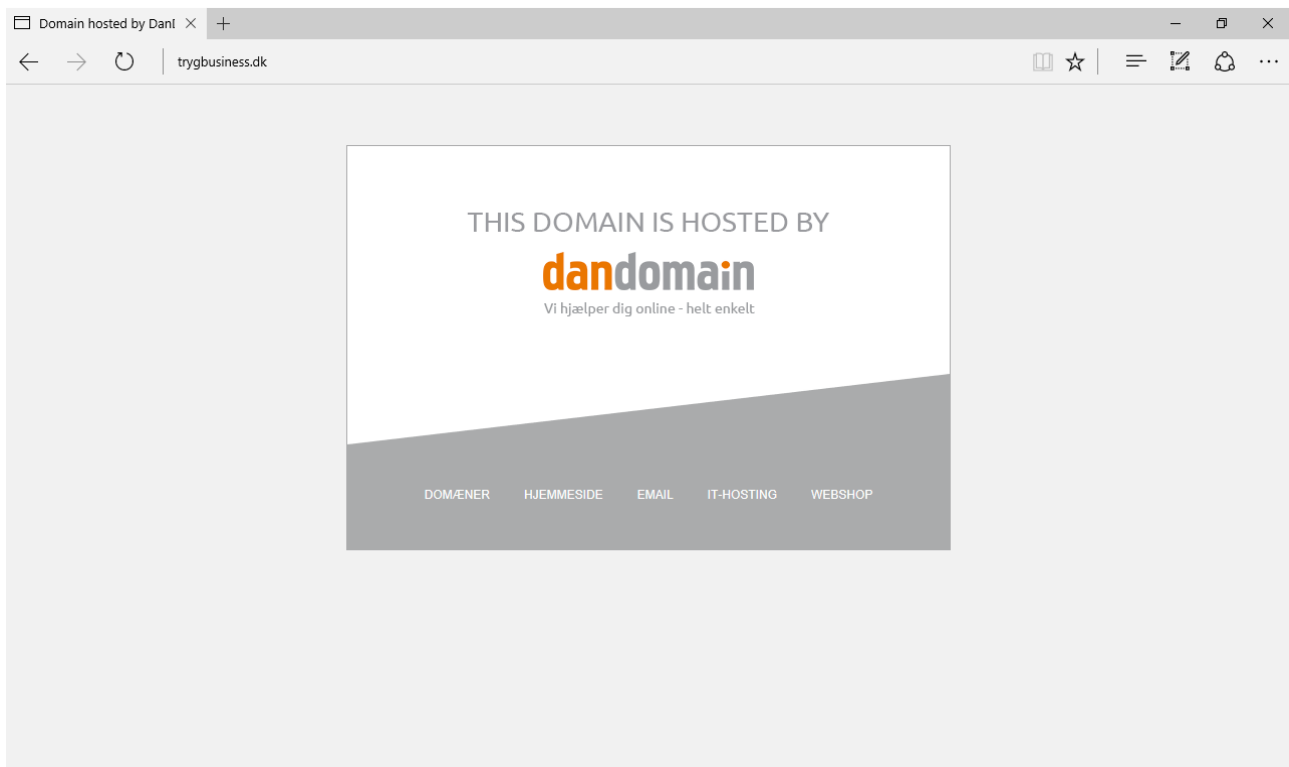 Domain hosted by Dan
trygbusiness.dk
THIS DOMAIN IS HOSTED BY
dandomain
Vi hjælper dig online - helt enkelt
DOMÆNER HJEMMESIDE EMAIL IT-HOSTING WEBSHOP